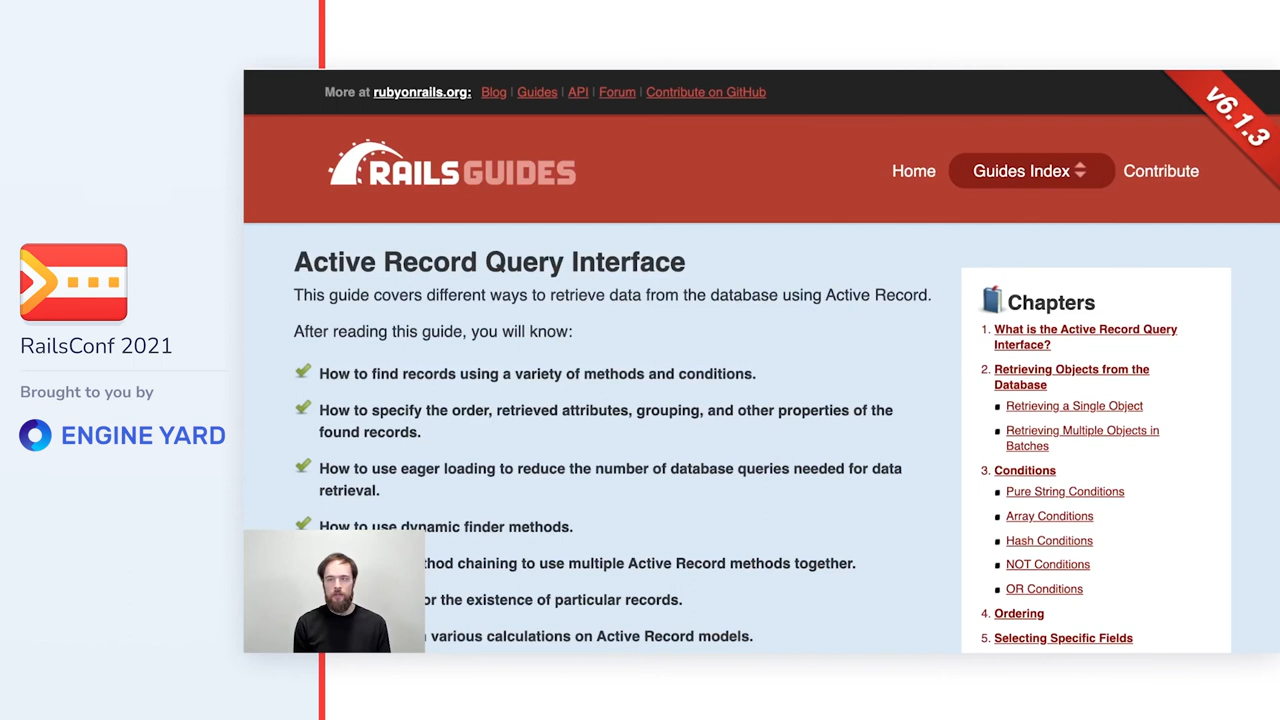 More at rubyonrails.org: Blog | Guides | API | Forum | Contribute on GitHub
v6.1.3
RAILS GUIDES
Home Guides Index Contribute
Active Record Query Interface
This guide covers different ways to retrieve data from the database using Active Record.
After reading this guide, you will know:
How to find records using a variety of methods and conditions.
How to specify the order, retrieved attributes, grouping, and other properties of the
found records.
How to use eager loading to reduce the number of database queries needed for data
retrieval.
How to use dynamic finder methods.
thod chaining to use multiple Active Record methods together.
or the existence of particular records.
various calculations on Active Record models.
Chapters
1. What is the Active Record Query
Interface?
2. Retrieving Objects from the
Database
Retrieving a Single Object
Retrieving Multiple Objects in
Batches
3. Conditions
Pure String Conditions
Array Conditions
Hash Conditions
NOT Conditions
OR Conditions
4. Ordering
5. Selecting Specific Fields
RailsConf 2021
Brought to you by
ENGINE YARD